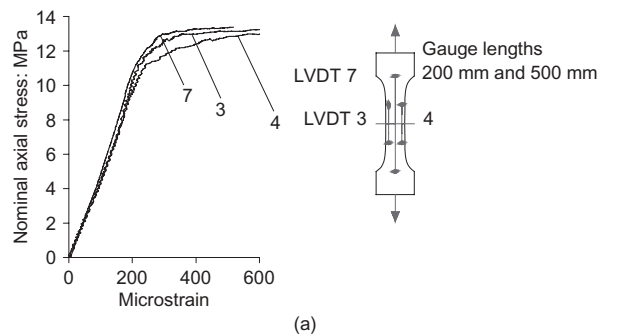 Nominal axial stress: MPa
14
12
10
8
6
4
2
0
0 200 400 600
Microstrain
7
3
4
Gauge lengths
200 mm and 500 mm
LVDT 7
LVDT 3
4
(a)